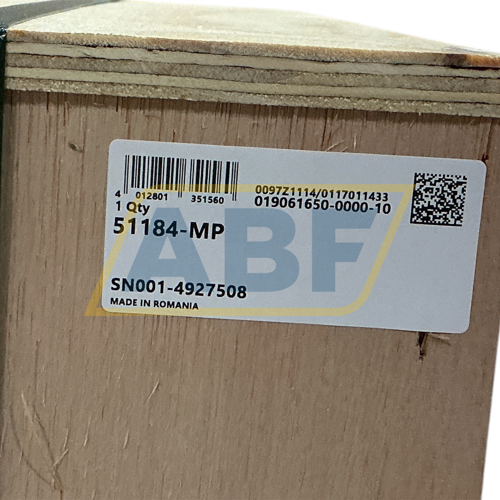 4 012801 351560
1 Qty
0097Z1114/0117011433
019061650-0000-10
51184-MP
ABF
SN001-4927508
MADE IN ROMANIA